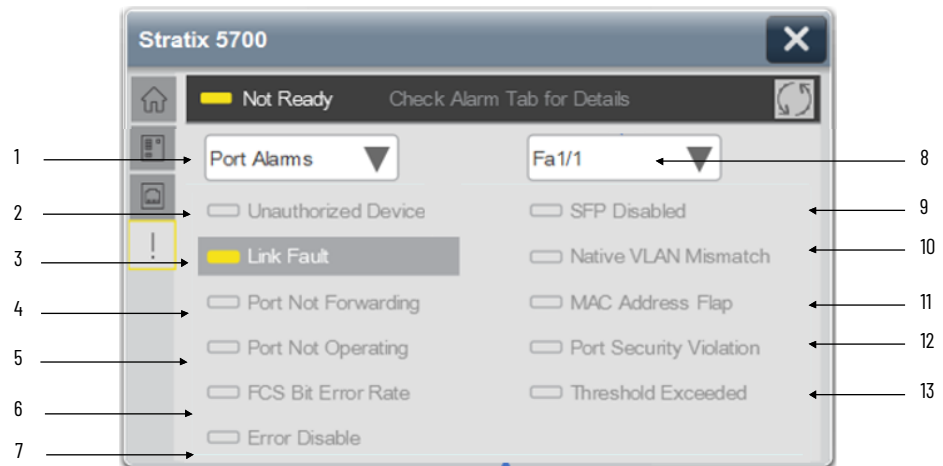 Stratix 5700
Not Ready Check Alarm Tab for Details
1 Port Alarms Fa1/1 8
2 Unauthorized Device SFP Disabled 9
3 Link Fault Native VLAN Mismatch 10
4 Port Not Forwarding MAC Address Flap 11
5 Port Not Operating Port Security Violation 12
6 FCS Bit Error Rate Threshold Exceeded 13
7 Error Disable